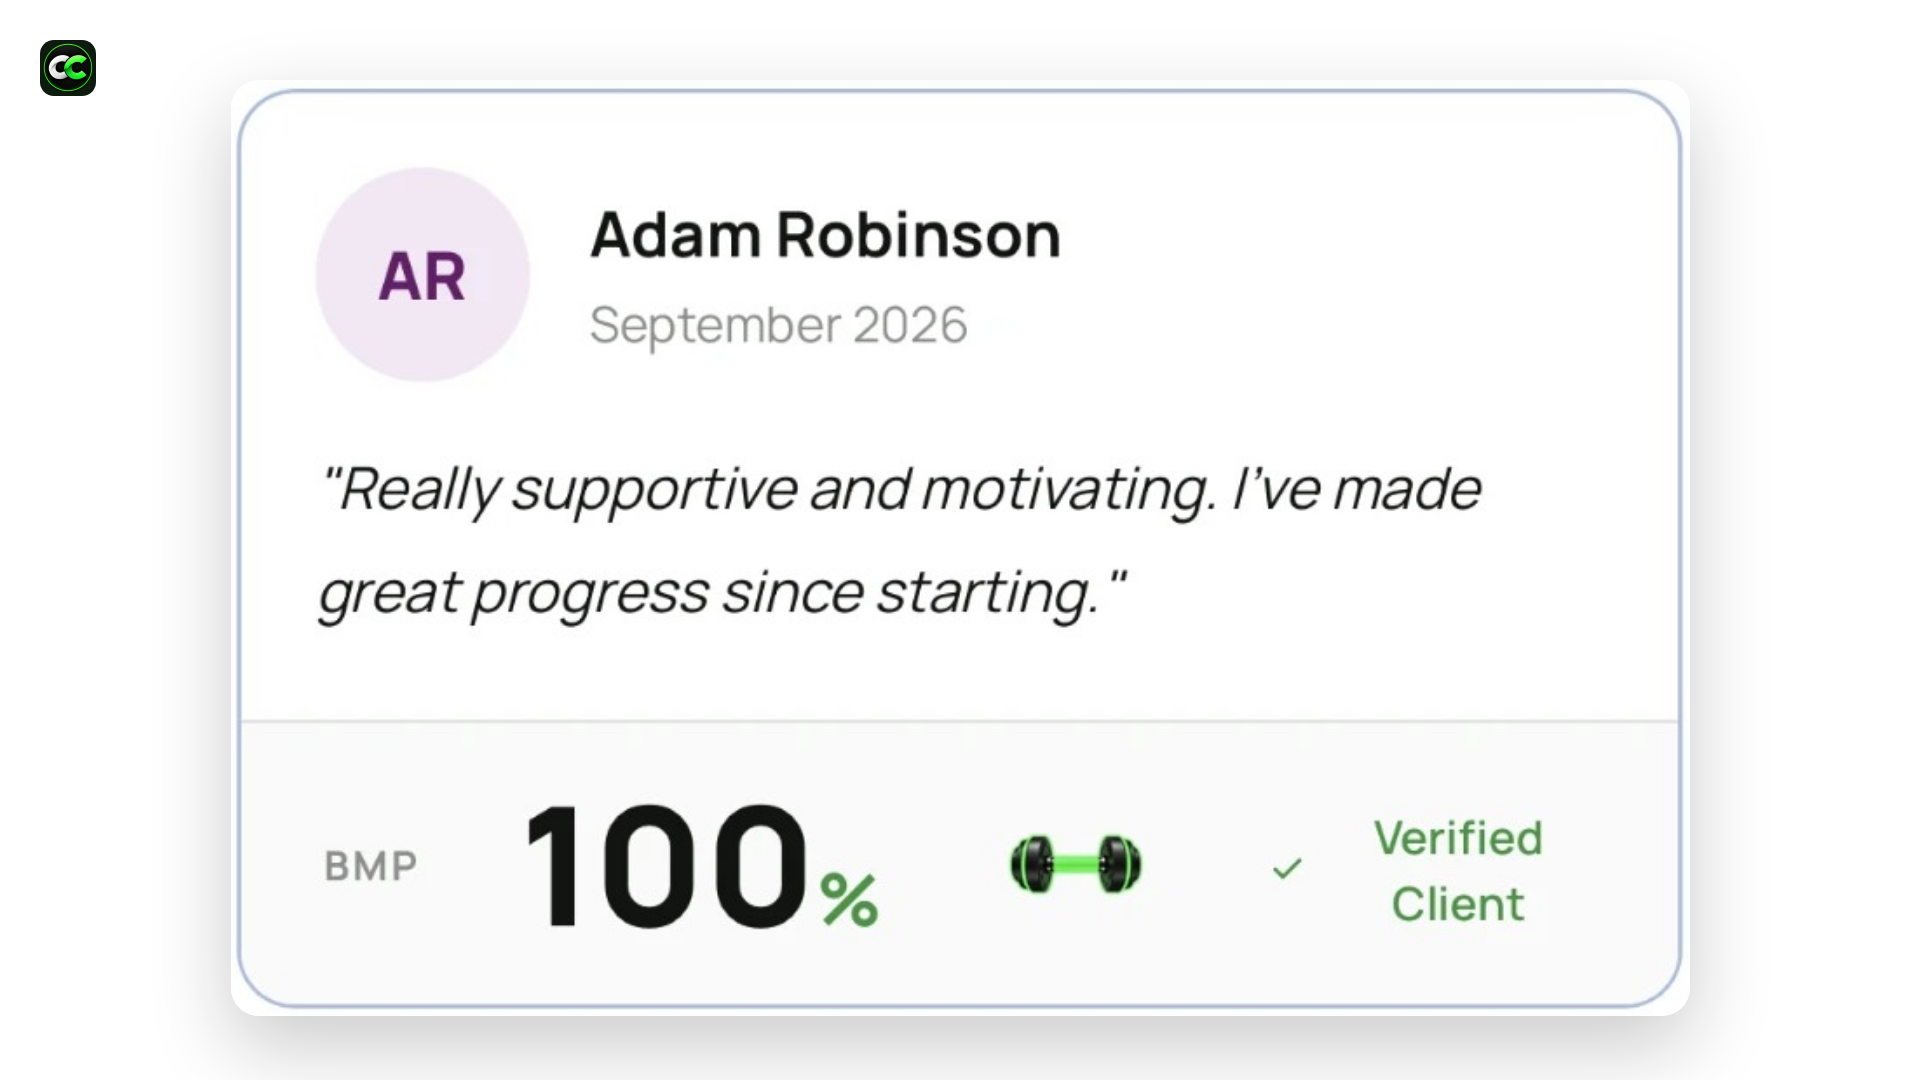 CC
AR
Adam Robinson
September 2026
"Really supportive and motivating. I’ve made
great progress since starting."
BMP
100%
✓ Verified
Client